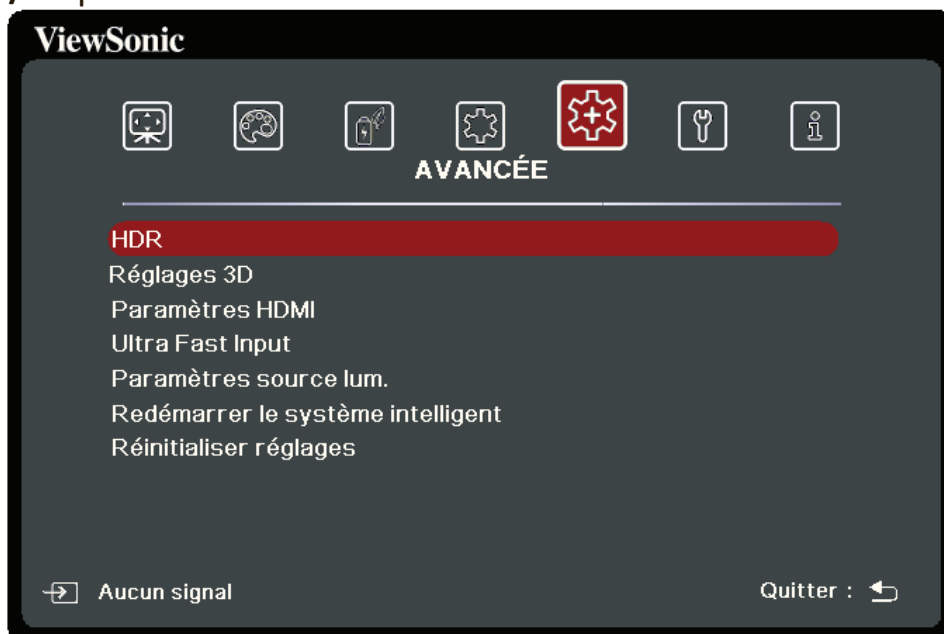 ViewSonic
AVANCÉE
HDR
Réglages 3D
Paramètres HDMI
Ultra Fast Input
Paramètres source lum.
Redémarrer le système intelligent
Réinitialiser réglages
Aucun signal
Quitter :